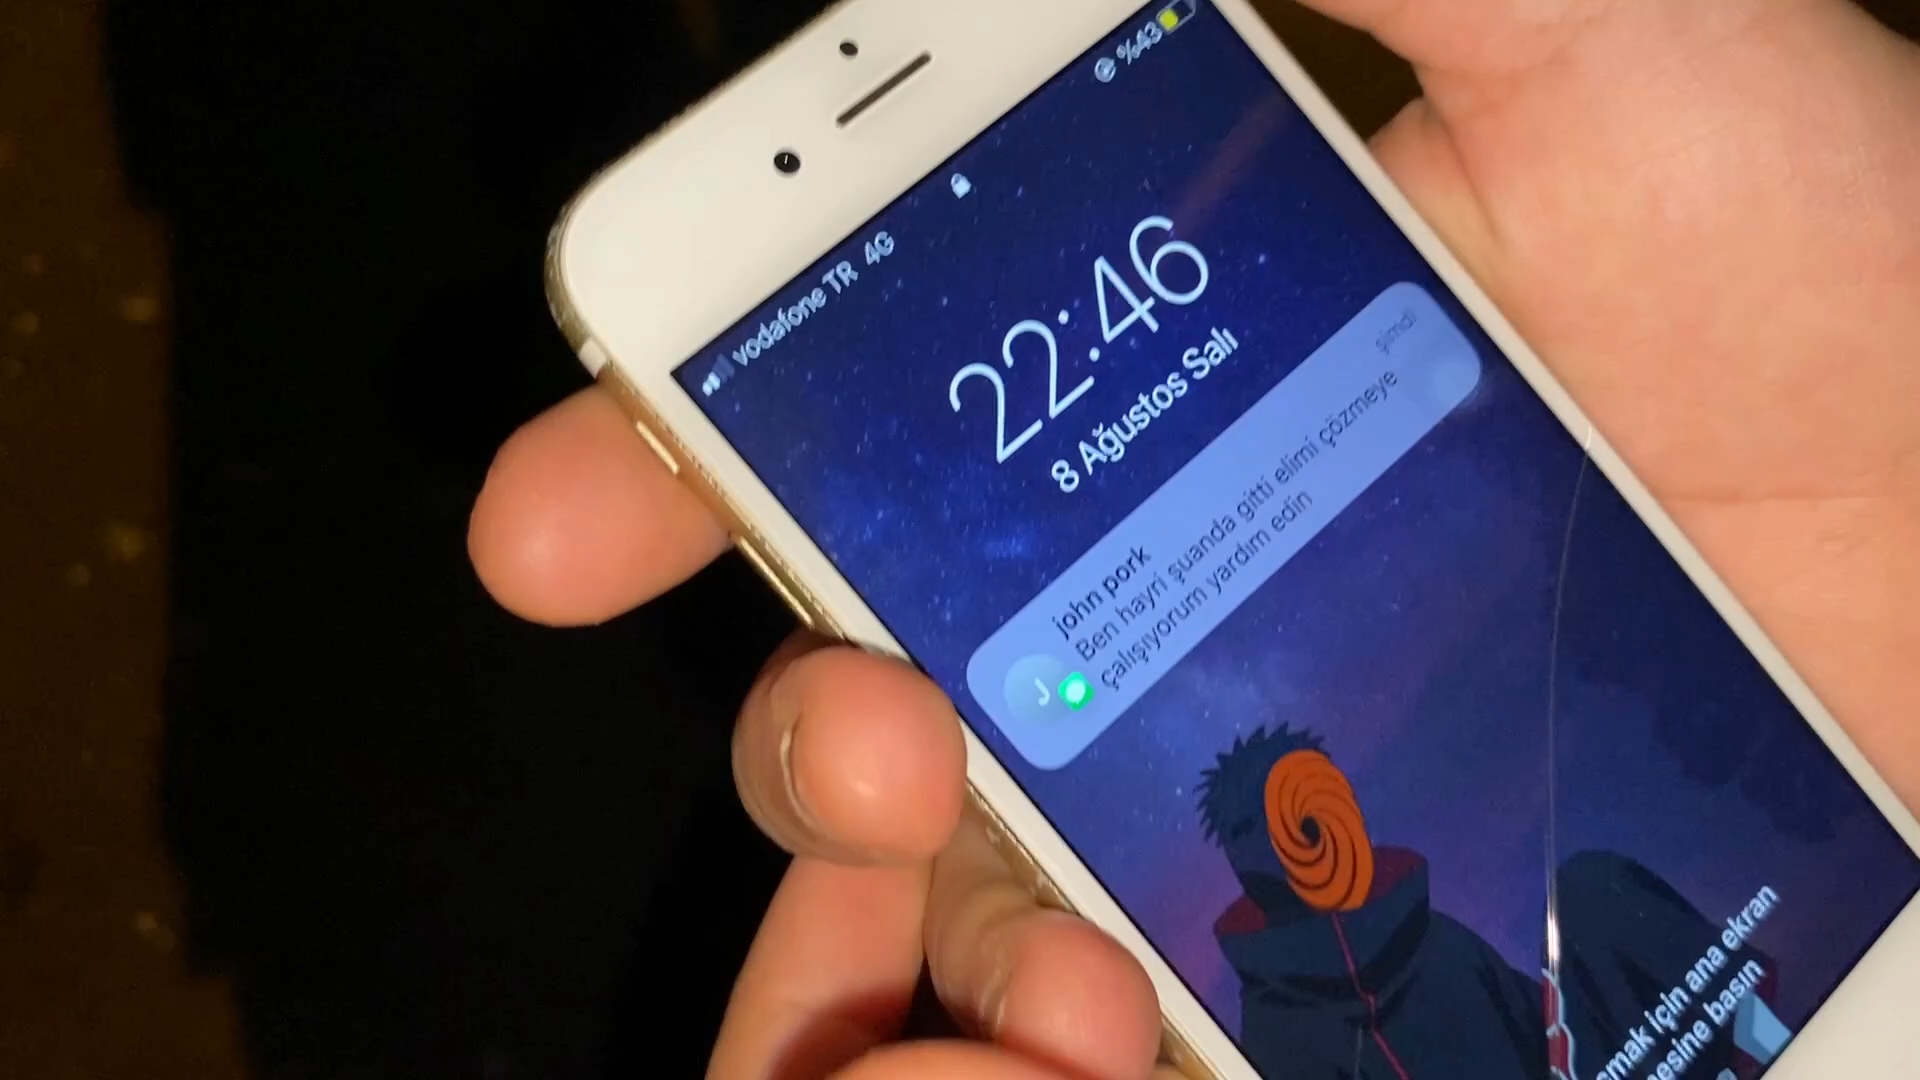 vodafone TR 4G
%43
22:46
8 Ağustos Salı
john pork
şimdi
Ben hayri şuanda gitti elimi çözmeye
çalışıyorum yardım edin
J
için ana ekran
basın